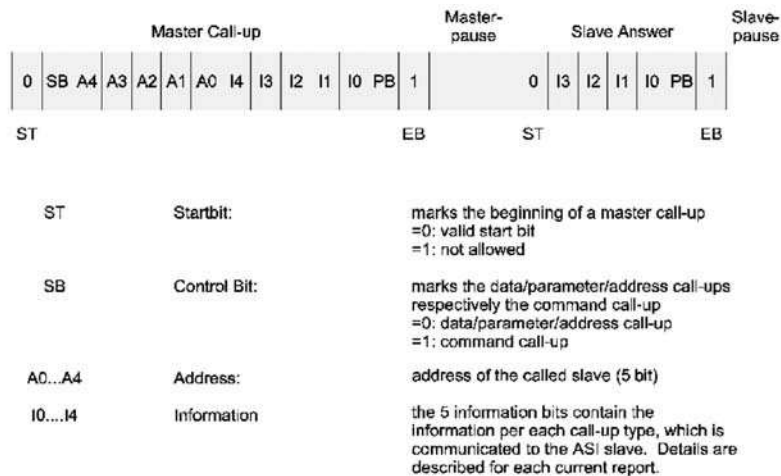 Master Call-up
Master-
pause
Slave Answer
Slave-
pause
0 SB A4 A3 A2 A1 A0 I4 I3 I2 I1 I0 PB 1
0 I3 I2 I1 I0 PB 1
ST EB ST EB
ST Startbit: marks the beginning of a master call-up
=0: valid start bit
=1: not allowed
SB Control Bit: marks the data/parameter/address call-ups
respectively the command call-up
=0: data/parameter/address call-up
=1: command call-up
A0...A4 Address: address of the called slave (5 bit)
I0....I4 Information the 5 information bits contain the
information per each call-up type, which is
communicated to the ASI slave. Details are
described for each current report.